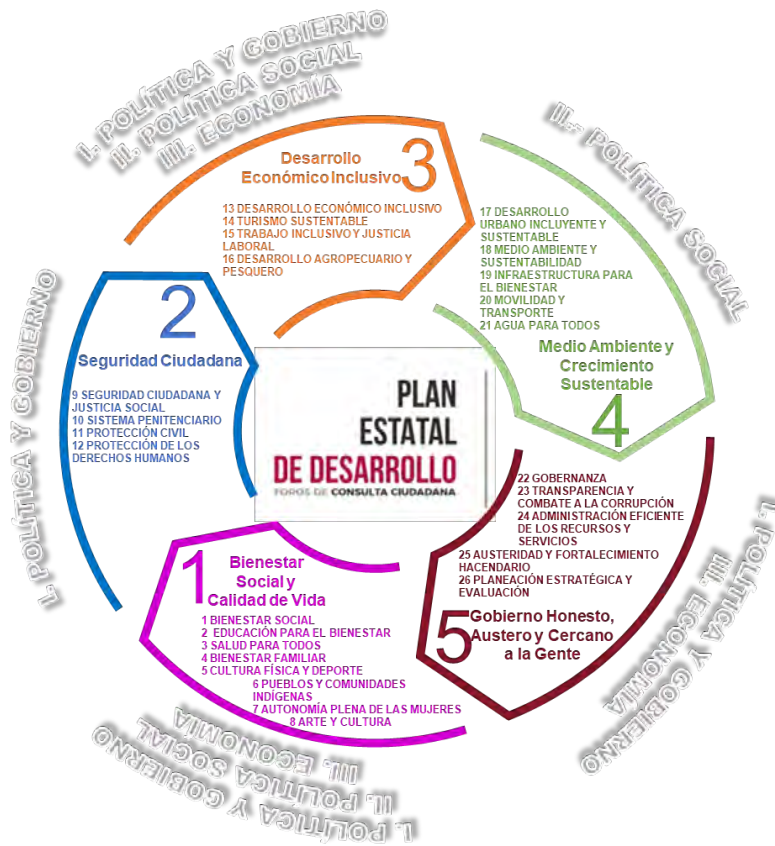 I. POLÍTICA Y GOBIERNO
II. POLÍTICA SOCIAL
III. ECONOMÍA
3
Desarrollo
Económico Inclusivo
13 DESARROLLO ECONÓMICO INCLUSIVO
14 TURISMO SUSTENTABLE
15 TRABAJO INCLUSIVO Y JUSTICIA
LABORAL
16 DESARROLLO AGROPECUARIO Y
PESQUERO
II.- POLÍTICA SOCIAL
17 DESARROLLO
URBANO INCLUYENTE Y
SUSTENTABLE
18 MEDIO AMBIENTE Y
SUSTENTABILIDAD
19 INFRAESTRUCTURA PARA
EL BIENESTAR
20 MOVILIDAD Y
TRANSPORTE
21 AGUA PARA TODOS
Medio Ambiente y
Crecimiento
Sustentable
4
I. POLÍTICA Y GOBIERNO
2
Seguridad Ciudadana
9 SEGURIDAD CIUDADANA Y
JUSTICIA SOCIAL
10 SISTEMA PENITENCIARIO
11 PROTECCIÓN CIVIL
12 PROTECCIÓN DE LOS
DERECHOS HUMANOS
PLAN
ESTATAL
DE DESARROLLO
FOROS DE CONSULTA CIUDADANA
22 GOBERNANZA
23 TRANSPARENCIA Y
COMBATE A LA CORRUPCIÓN
24 ADMINISTRACIÓN EFICIENTE
DE LOS RECURSOS Y
SERVICIOS
25 AUSTERIDAD Y FORTALECIMIENTO
HACENDARIO
26 PLANEACIÓN ESTRATÉGICA Y
EVALUACIÓN
5
Gobierno Honesto,
Austero y Cercano
a la Gente
I. POLÍTICA Y GOBIERNO
III. ECONOMÍA
1
Bienestar
Social y
Calidad de Vida
1 BIENESTAR SOCIAL
2 EDUCACIÓN PARA EL BIENESTAR
3 SALUD PARA TODOS
4 BIENESTAR FAMILIAR
5 CULTURA FÍSICA Y DEPORTE
6 PUEBLOS Y COMUNIDADES
INDÍGENAS
7 AUTONOMÍA PLENA DE LAS MUJERES
8 ARTE Y CULTURA
I. POLÍTICA Y GOBIERNO
II. POLÍTICA SOCIAL
III. ECONOMÍA